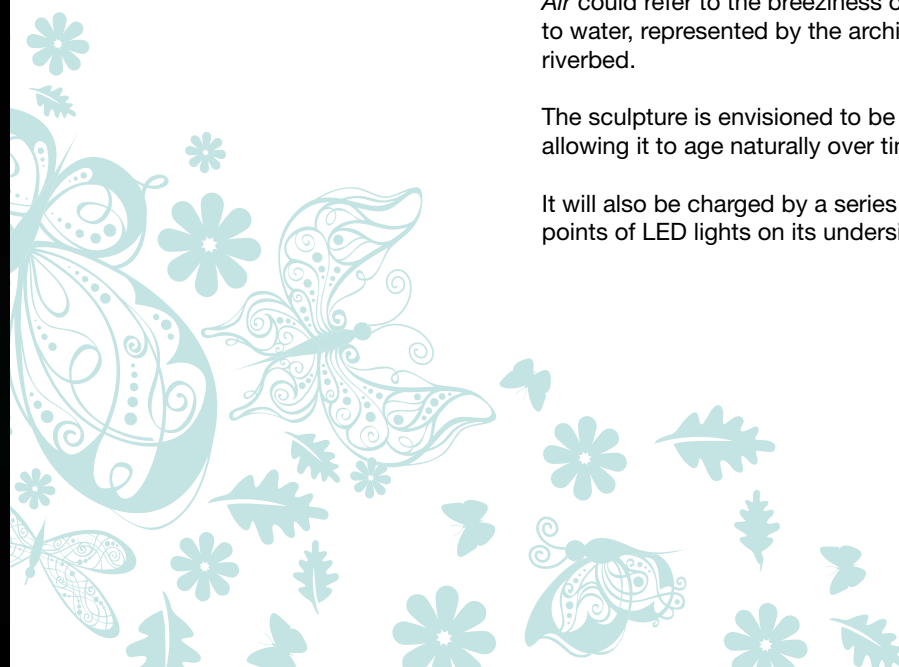 Air could refer to the breeziness
to water, represented by the archi
riverbed.
The sculpture is envisioned to be
allowing it to age naturally over
It will also be charged by a series
points of LED lights on its undersi